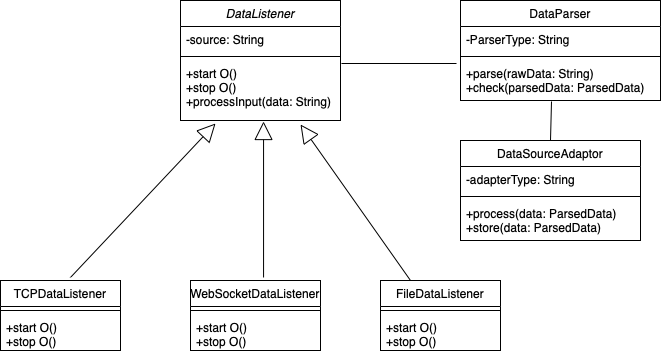 DataListener
-source: String
+start O()
+stop O()
+processInput(data: String)
DataParser
-ParserType: String
+parse(rawData: String)
+check(parsedData: ParsedData)
DataSourceAdaptor
-adapterType: String
+process(data: ParsedData)
+store(data: ParsedData)
TCPDataListener
+start O()
+stop O()
WebSocketDataListener
+start O()
+stop O()
FileDataListener
+start O()
+stop O()